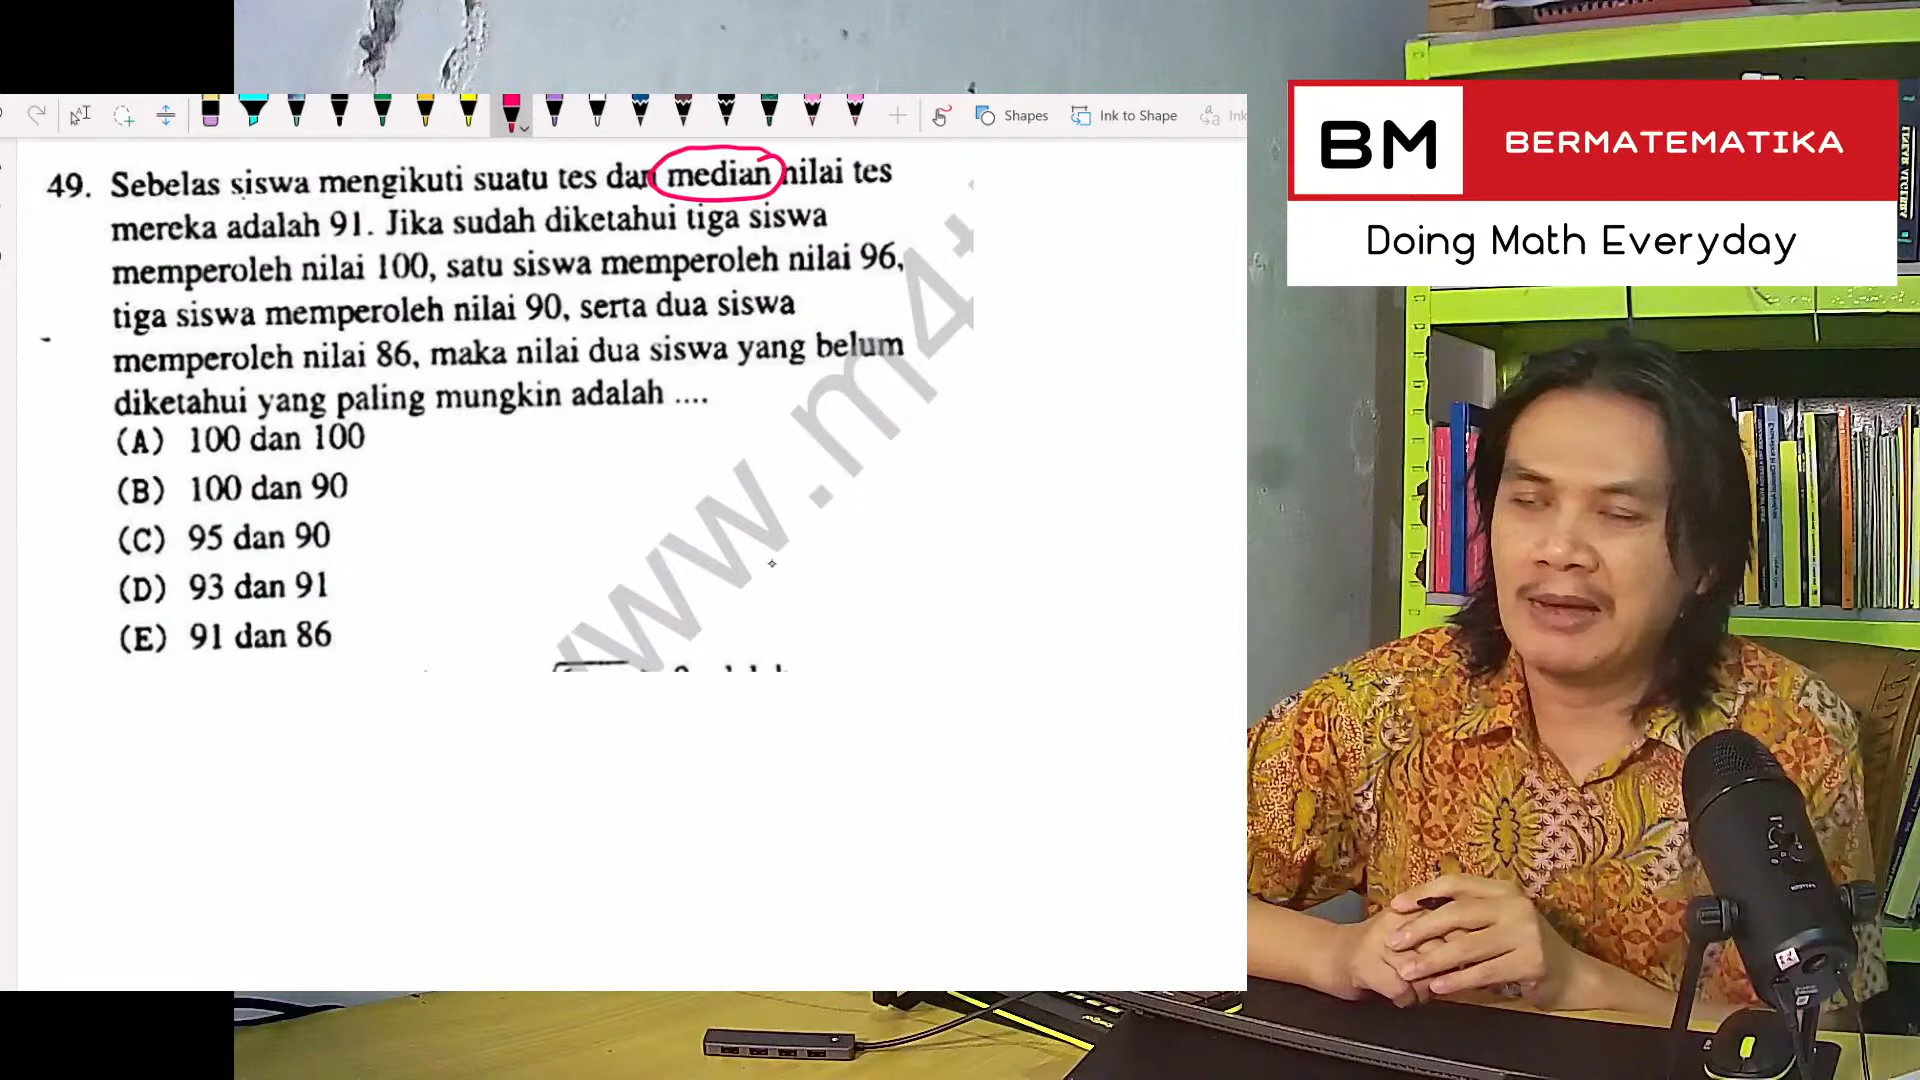 Shapes
Ink to Shape
Ink
49. Sebelas siswa mengikuti suatu tes dan median nilai tes
mereka adalah 91. Jika sudah diketahui tiga siswa
memperoleh nilai 100, satu siswa memperoleh nilai 96,
tiga siswa memperoleh nilai 90, serta dua siswa
memperoleh nilai 86, maka nilai dua siswa yang belum
diketahui yang paling mungkin adalah ....
(A) 100 dan 100
(B) 100 dan 90
(C) 95 dan 90
(D) 93 dan 91
(E) 91 dan 86
BM
BERMATEMATIKA
Doing Math Everyday